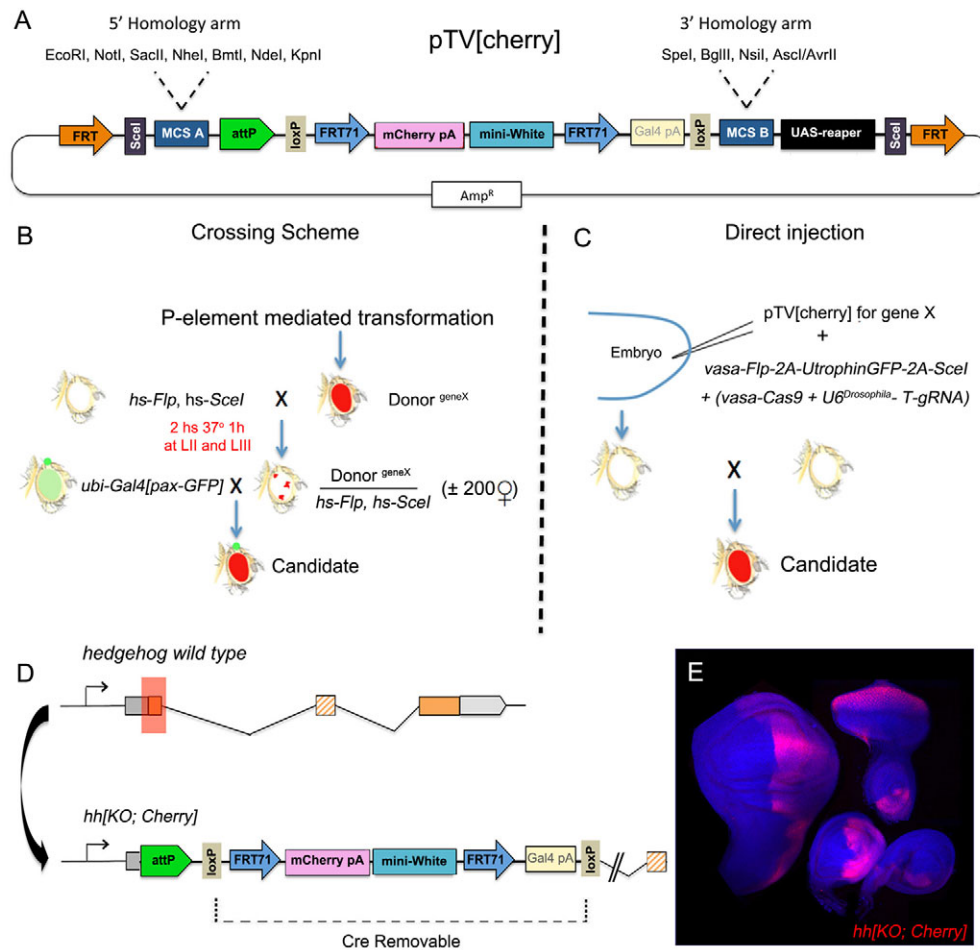 A
5' Homology arm
EcoRI, NotI, SacII, NheI, BmtI, NdeI, KpnI
pTV[cherry]
3' Homology arm
SpeI, BglII, NsiI, AscI/AvrII
FRT
SceI
MCS A
attP
loxP
FRT71
mCherry pA
mini-White
FRT71
Gal4 pA
loxP
MCS B
UAS-reaper
SceI
FRT
Amp^R
B
Crossing Scheme
P-element mediated transformation
hs-Flp, hs-SceI
X
Donor geneX
2 hs 37º 1h
at LII and LIII
ubi-Gal4[pax-GFP]
X
Donor geneX
hs-Flp, hs-SceI
(± 200♀)
Candidate
C
Direct injection
Embryo
pTV[cherry] for gene X
+
vasa-Flp-2A-UtrophinGFP-2A-SceI
+ (vasa-Cas9 + U6Drosophila- T-gRNA)
X
Candidate
D
hedgehog wild type
hh[KO; Cherry]
attP
loxP
FRT71
mCherry pA
mini-White
FRT71
Gal4 pA
loxP
Cre Removable
E
hh[KO; Cherry]